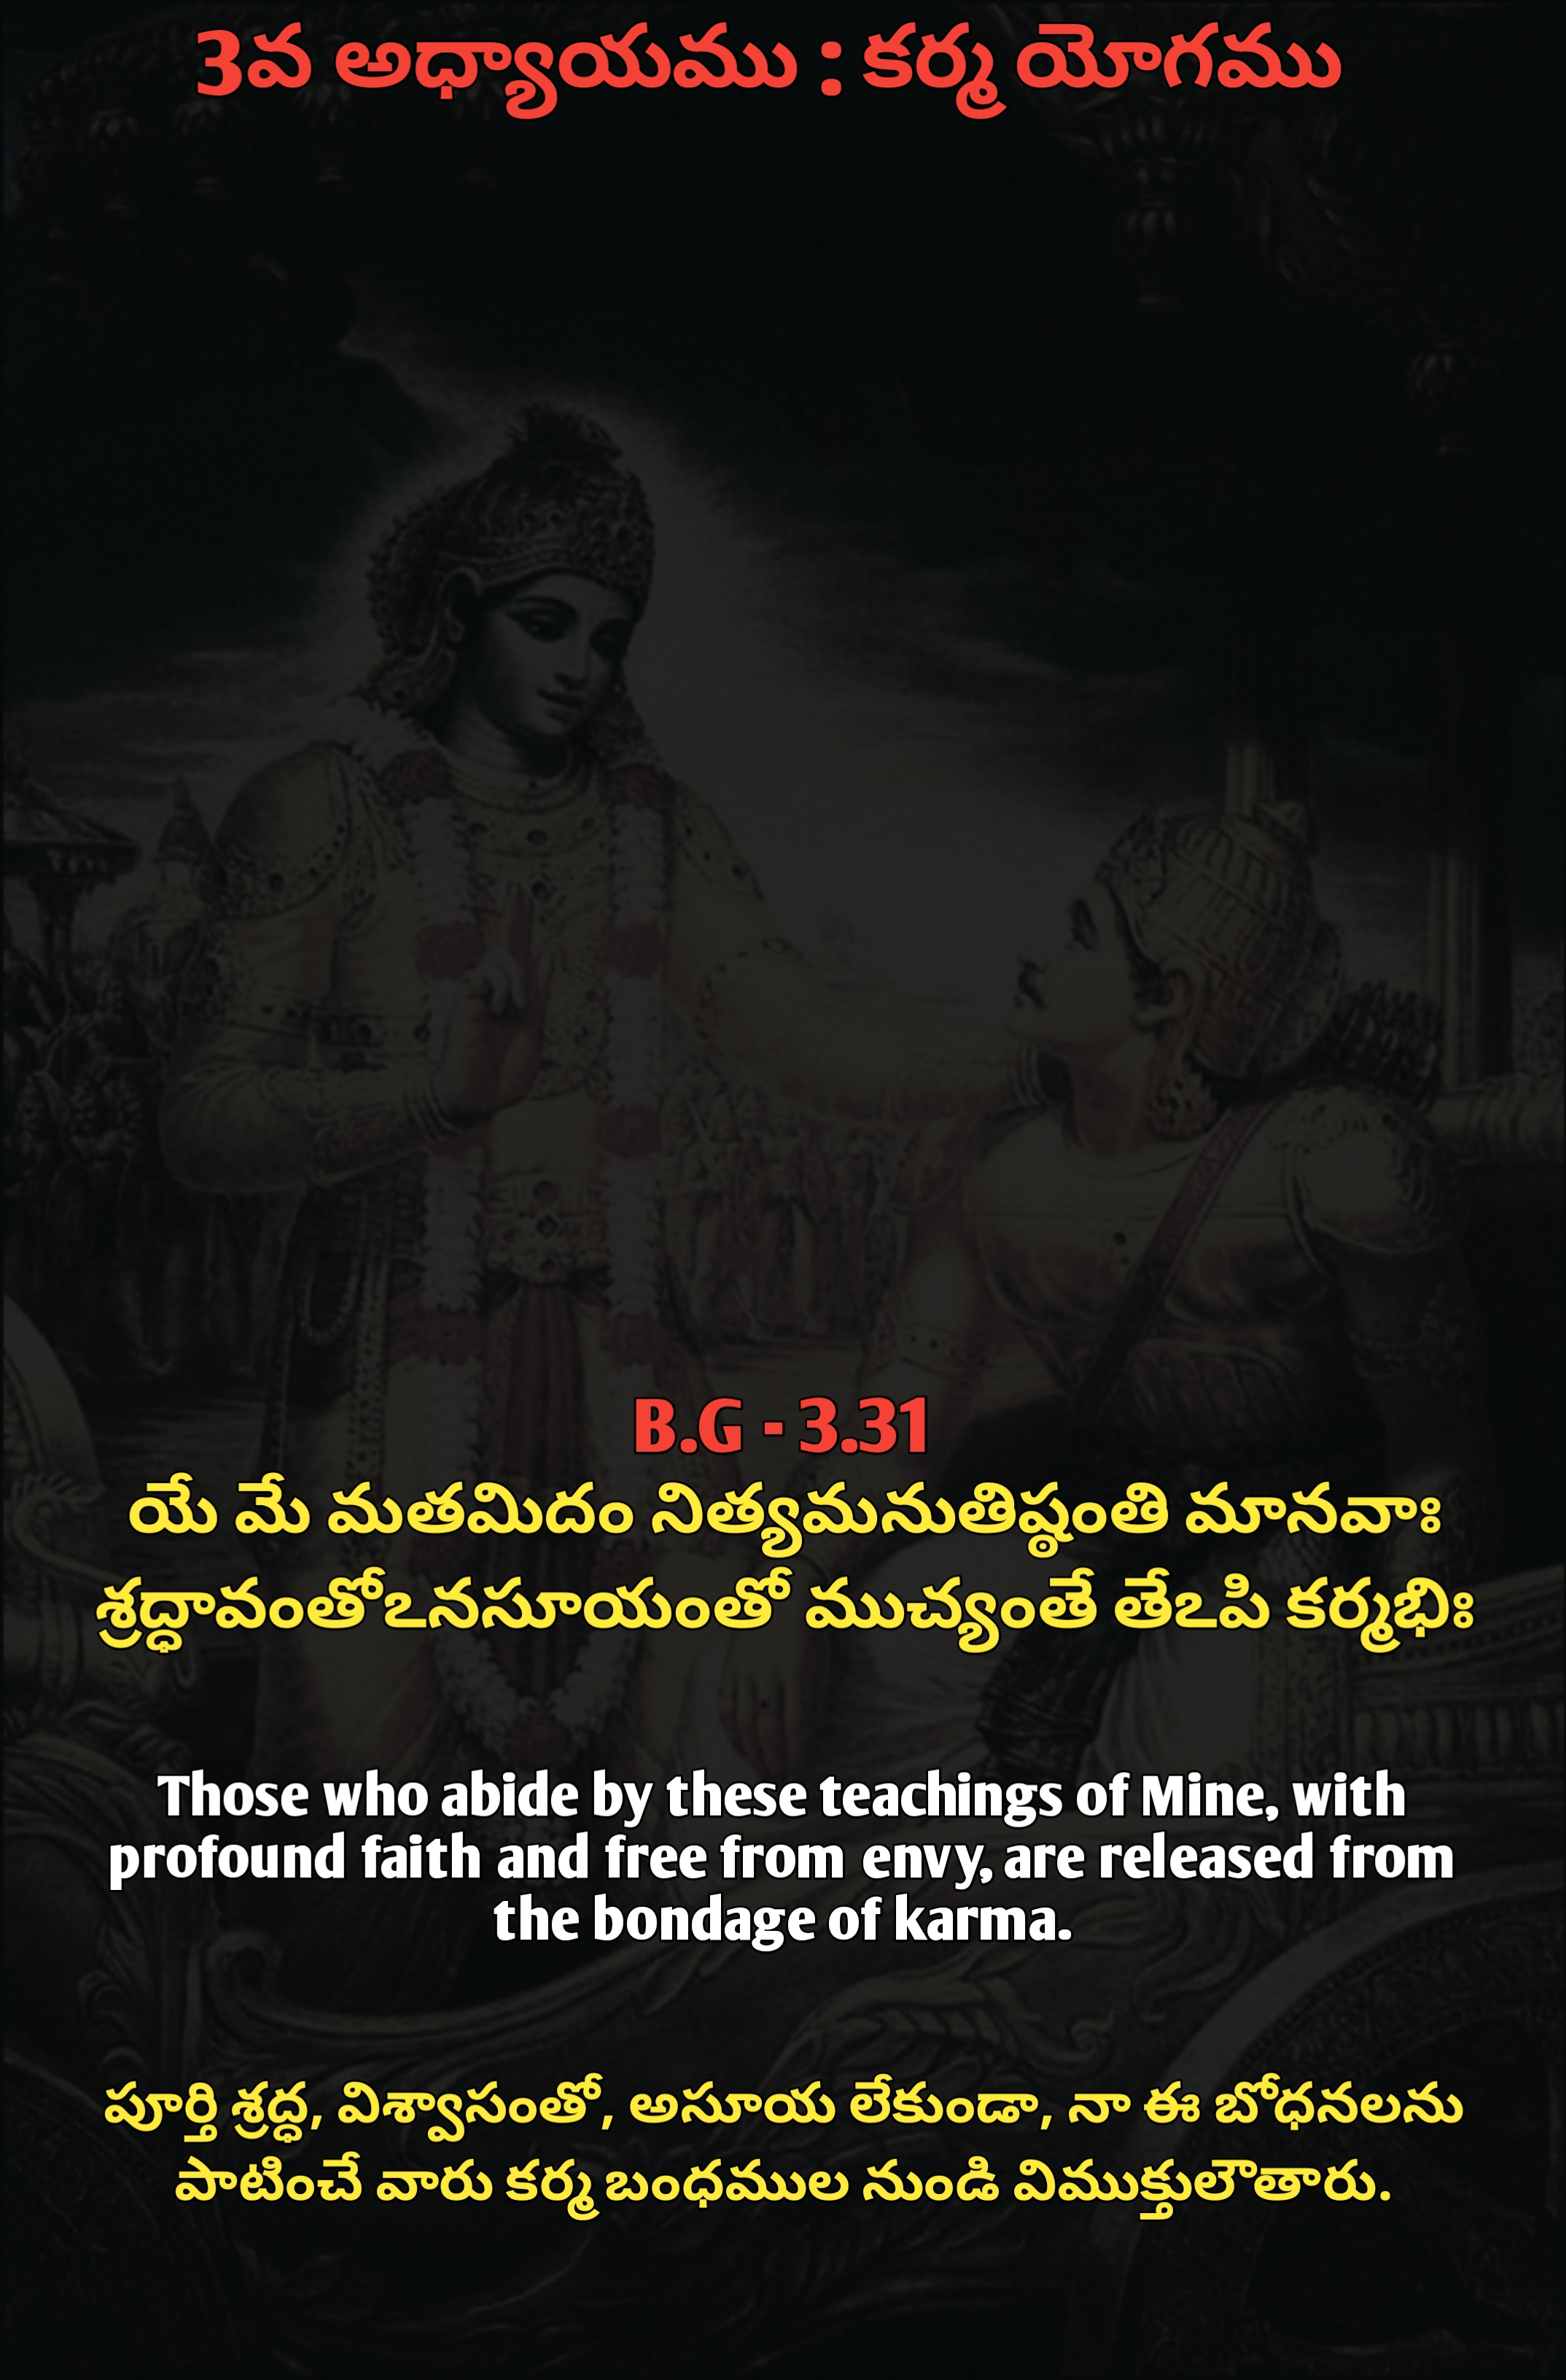 3వ అధ్యాయము : కర్మ యోగము
B.G - 3.31
యే మే మతమిదం నిత్యమనుతిష్ఠంతి మానవాః
శ్రద్ధావంతోఽనసూయంతో ముచ్యంతే తేఽపి కర్మభిః
Those who abide by these teachings of Mine, with
profound faith and free from envy, are released from
the bondage of karma.
పూర్తి శ్రద్ధ, విశ్వాసంతో, అసూయ లేకుండా, నా ఈ బోధనలను
పాటించే వారు కర్మ బంధముల నుండి విముక్తులౌతారు.